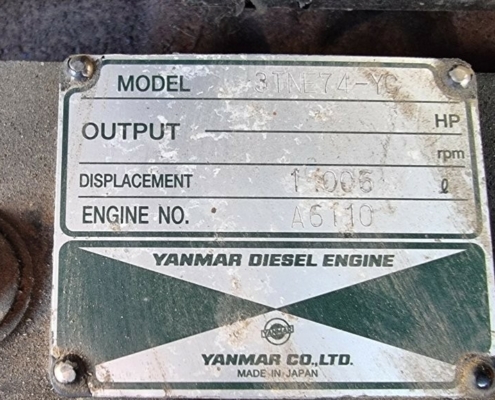 MODEL 3TNE74-YC
OUTPUT HP
rpm
DISPLACEMENT 1.005 ℓ
ENGINE NO. A6110
YANMAR DIESEL ENGINE
YANMAR
YANMAR CO.,LTD.
MADE IN JAPAN